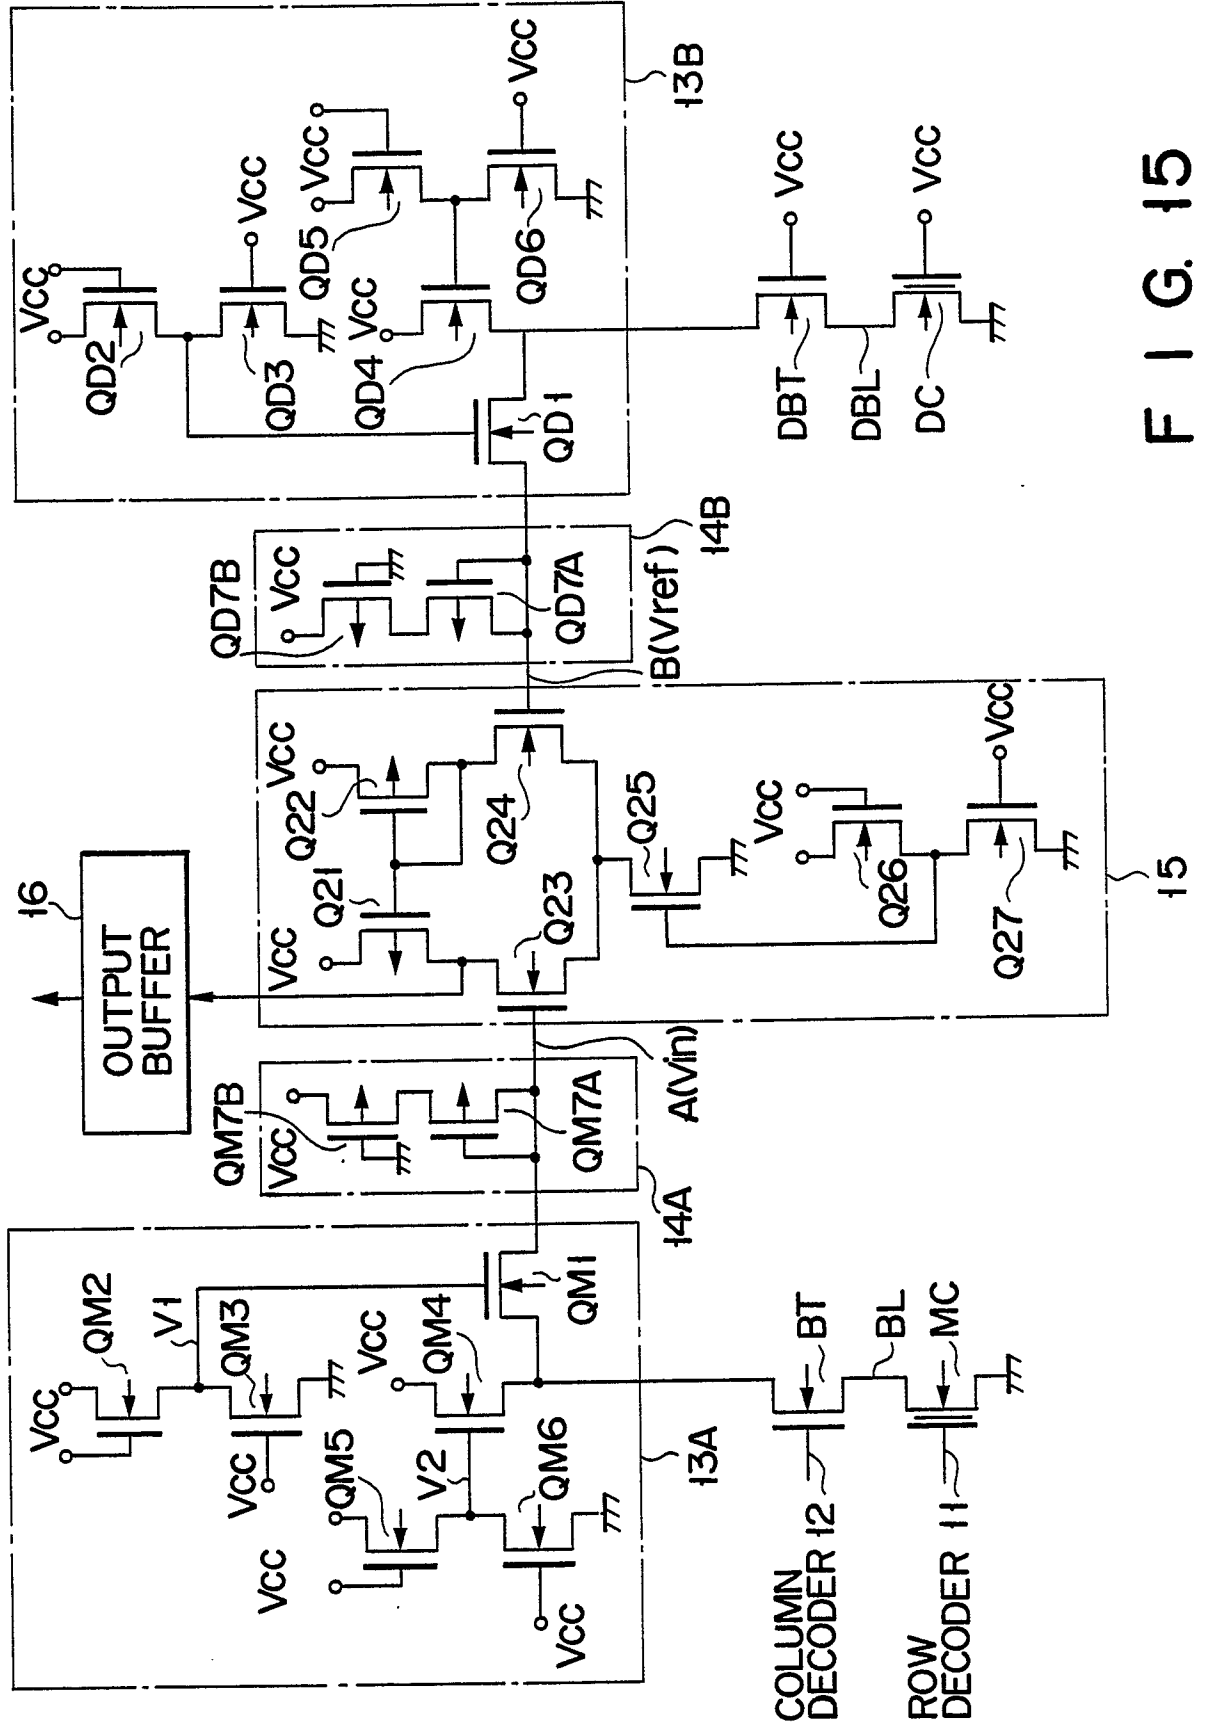 16
OUTPUT
BUFFER
VCC
QM2
V1
VCC
QM3
VCC
QM4
VCC
QM5
V2
QM6
VCC
QM1
13A
VCC
QM7B
QM7A
14A
A(Vin)
VCC
Q21
VCC
Q22
Q23
Q24
Q25
VCC
Q26
VCC
Q27
15
QD7B
VCC
QD7A
14B
B(Vref)
VCC
QD2
VCC
QD3
VCC
QD4
VCC
QD5
VCC
QD6
QD1
13B
COLUMN
DECODER 12
BT
BL
ROW
DECODER 11
MC
VCC
DBT
DBL
VCC
DC
FIG. 15